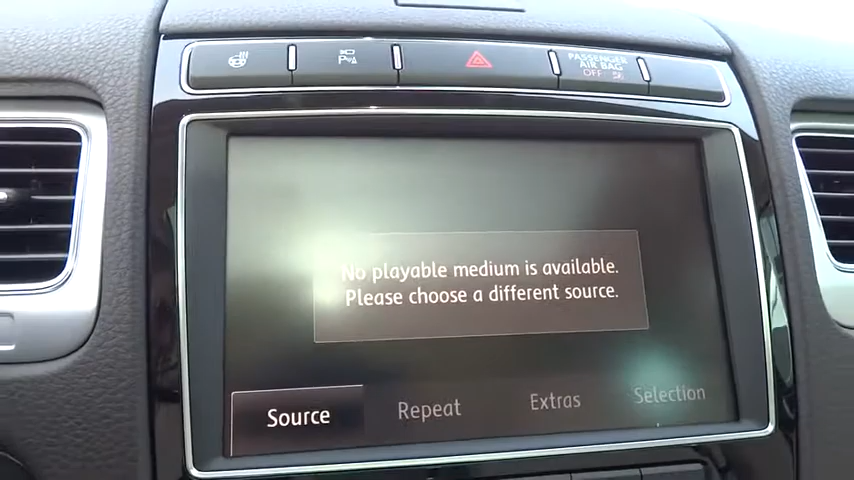 PASSENGER
AIR BAG
OFF
No playable medium is available.
Please choose a different source.
Source
Repeat
Extras
Selection